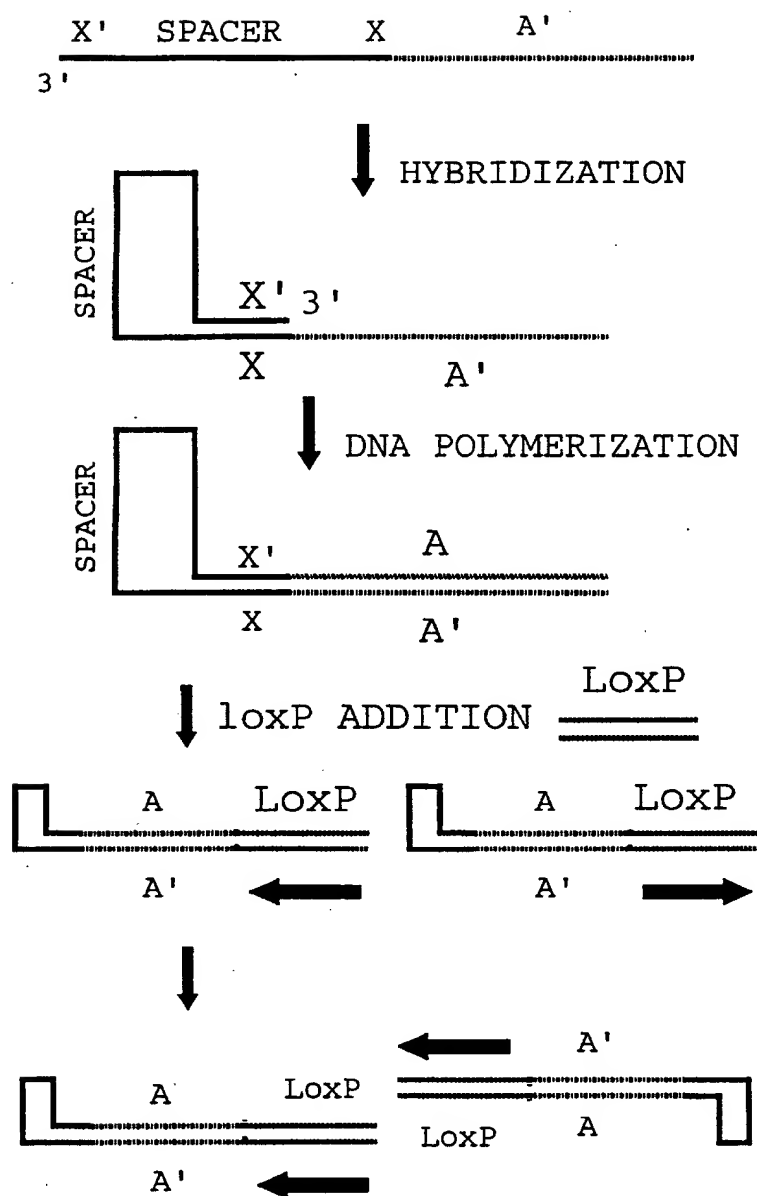 X' SPACER X A'
3'
HYBRIDIZATION
SPACER
X' 3'
X A'
DNA POLYMERIZATION
SPACER
X' A
X A'
LoxP
loxP ADDITION
A LoxP A LoxP
A' A'
A'
A LoxP
LoxP A
A'